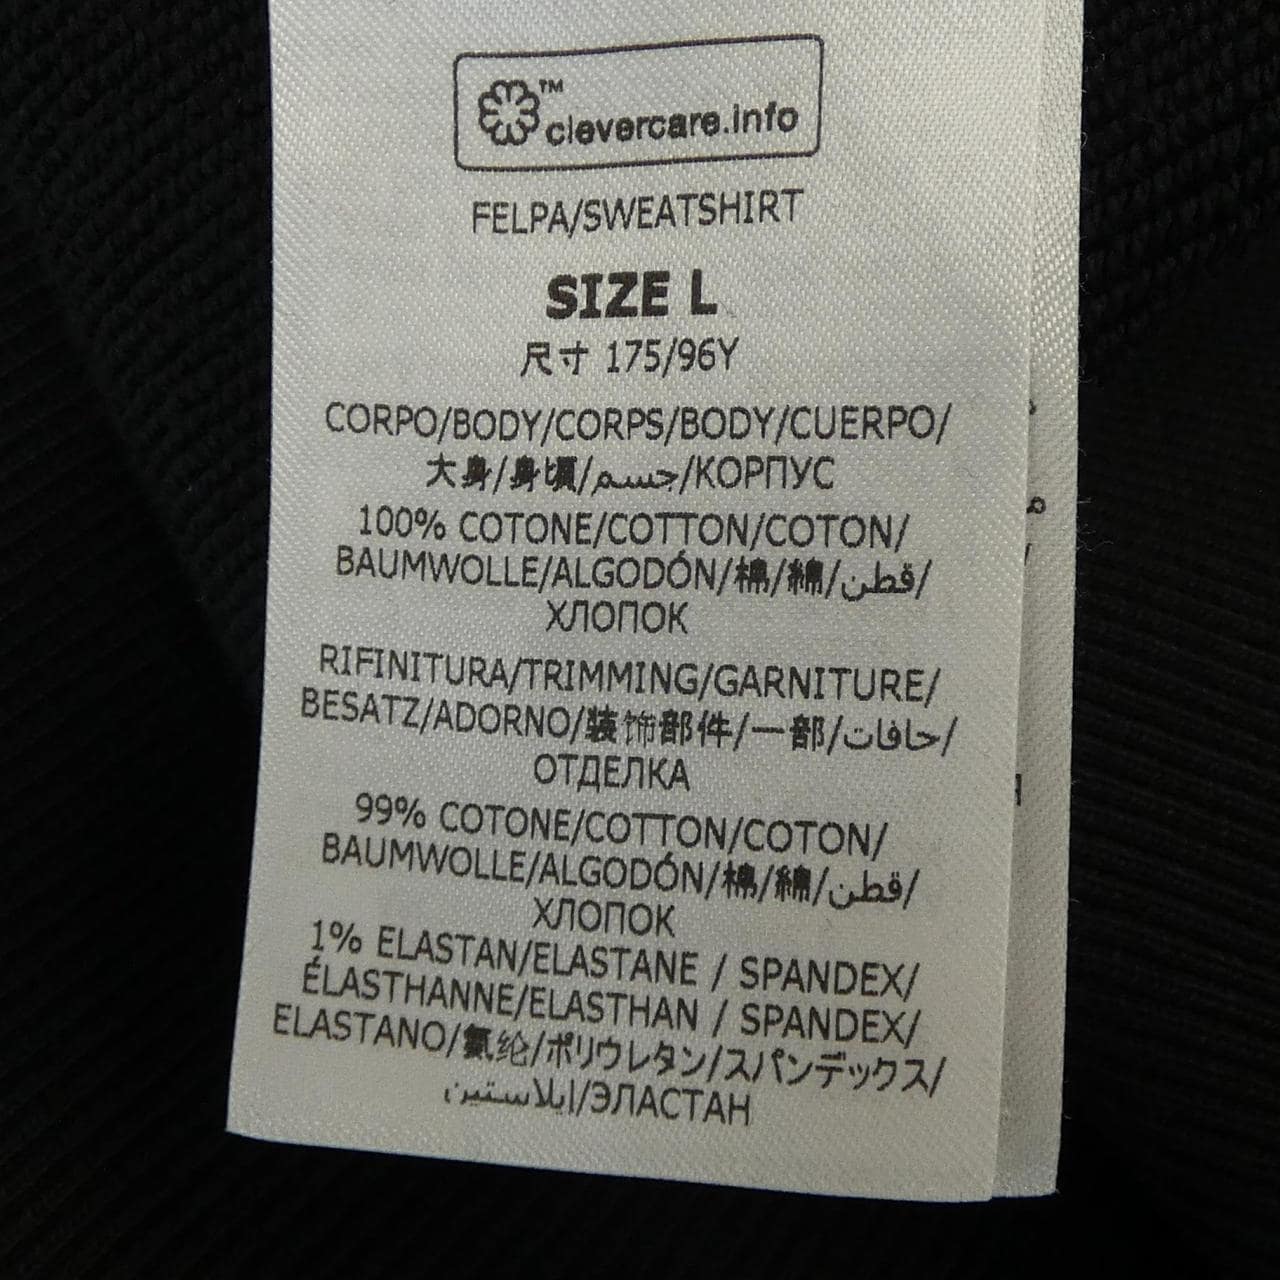 ™
clevercare.info
FELPA/SWEATSHIRT
SIZE L
尺寸 175/96Y
CORPO/BODY/CORPS/BODY/CUERPO/
大身/身頃/جسم/КОРПУС
100% COTONE/COTTON/COTON/
BAUMWOLLE/ALGODÓN/棉/綿/قطن/
ХЛОПОК
RIFINITURA/TRIMMING/GARNITURE/
BESATZ/ADORNO/装饰部件/一部/حافات/
ОТДЕЛКА
99% COTONE/COTTON/COTON/
BAUMWOLLE/ALGODÓN/棉/綿/قطن/
ХЛОПОК
1% ELASTAN/ELASTANE / SPANDEX/
ÉLASTHANNE/ELASTHAN / SPANDEX/
ELASTANO/氨纶/ポリウレタン/スパンデックス/
ايلاستين/ЭЛАСТАН